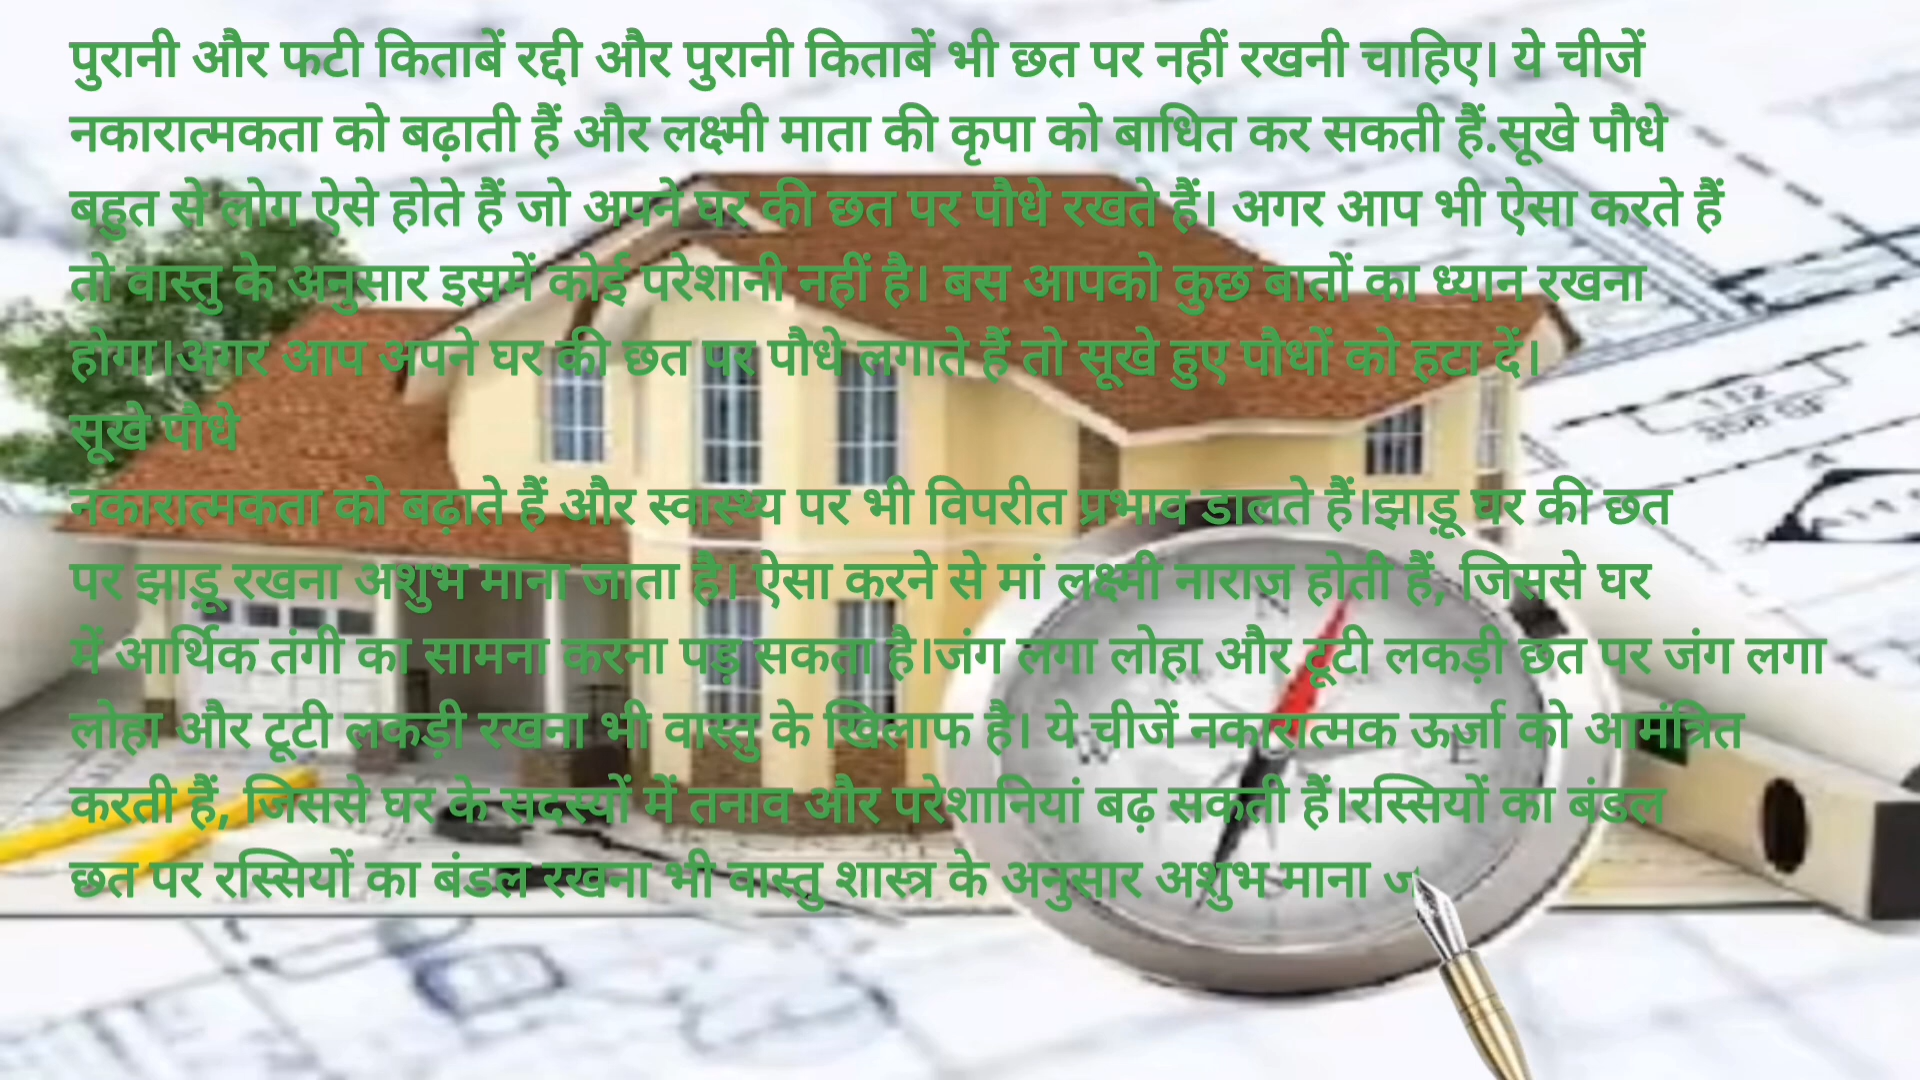 पुरानी और फटी किताबें रद्दी और पुरानी किताबें भी छत पर नहीं रखनी चाहिए। ये चीजें
नकारात्मकता को बढ़ाती हैं और लक्ष्मी माता की कृपा को बाधित कर सकती हैं.सूखे पौधे
बहुत से लोग ऐसे होते हैं जो अपने घर की छत पर पौधे रखते हैं। अगर आप भी ऐसा करते हैं
तो वास्तु के अनुसार इसमें कोई परेशानी नहीं है। बस आपको कुछ बातों का ध्यान रखना
होगा।अगर आप अपने घर की छत पर पौधे लगाते हैं तो सूखे हुए पौधों को हटा दें।
सूखे पौधे
नकारात्मकता को बढ़ाते हैं और स्वास्थ्य पर भी विपरीत प्रभाव डालते हैं।झाड़ू घर की छत
पर झाड़ू रखना अशुभ माना जाता है। ऐसा करने से मां लक्ष्मी नाराज होती हैं, जिससे घर
में आर्थिक तंगी का सामना करना पड़ सकता है।जंग लगा लोहा और टूटी लकड़ी छत पर जंग लगा
लोहा और टूटी लकड़ी रखना भी वास्तु के खिलाफ है। ये चीजें नकारात्मक ऊर्जा को आमंत्रित
करती हैं, जिससे घर के सदस्यों में तनाव और परेशानियां बढ़ सकती हैं।रस्सियों का बंडल
छत पर रस्सियों का बंडल रखना भी वास्तु शास्त्र के अनुसार अशुभ माना
N
W
E